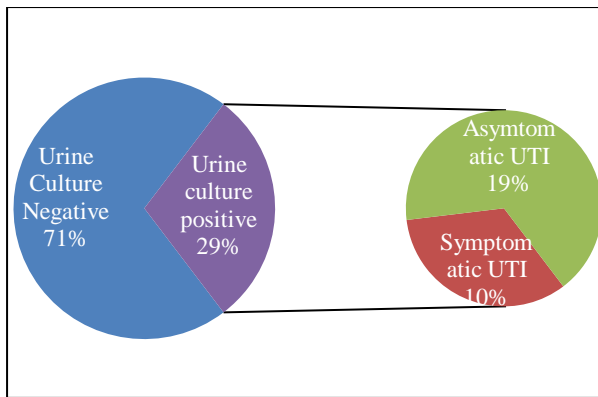 Urine
Culture
Negative
71%
Urine
culture
positive
29%
Asymtom
atic UTI
19%
Symptom
atic UTI
10%